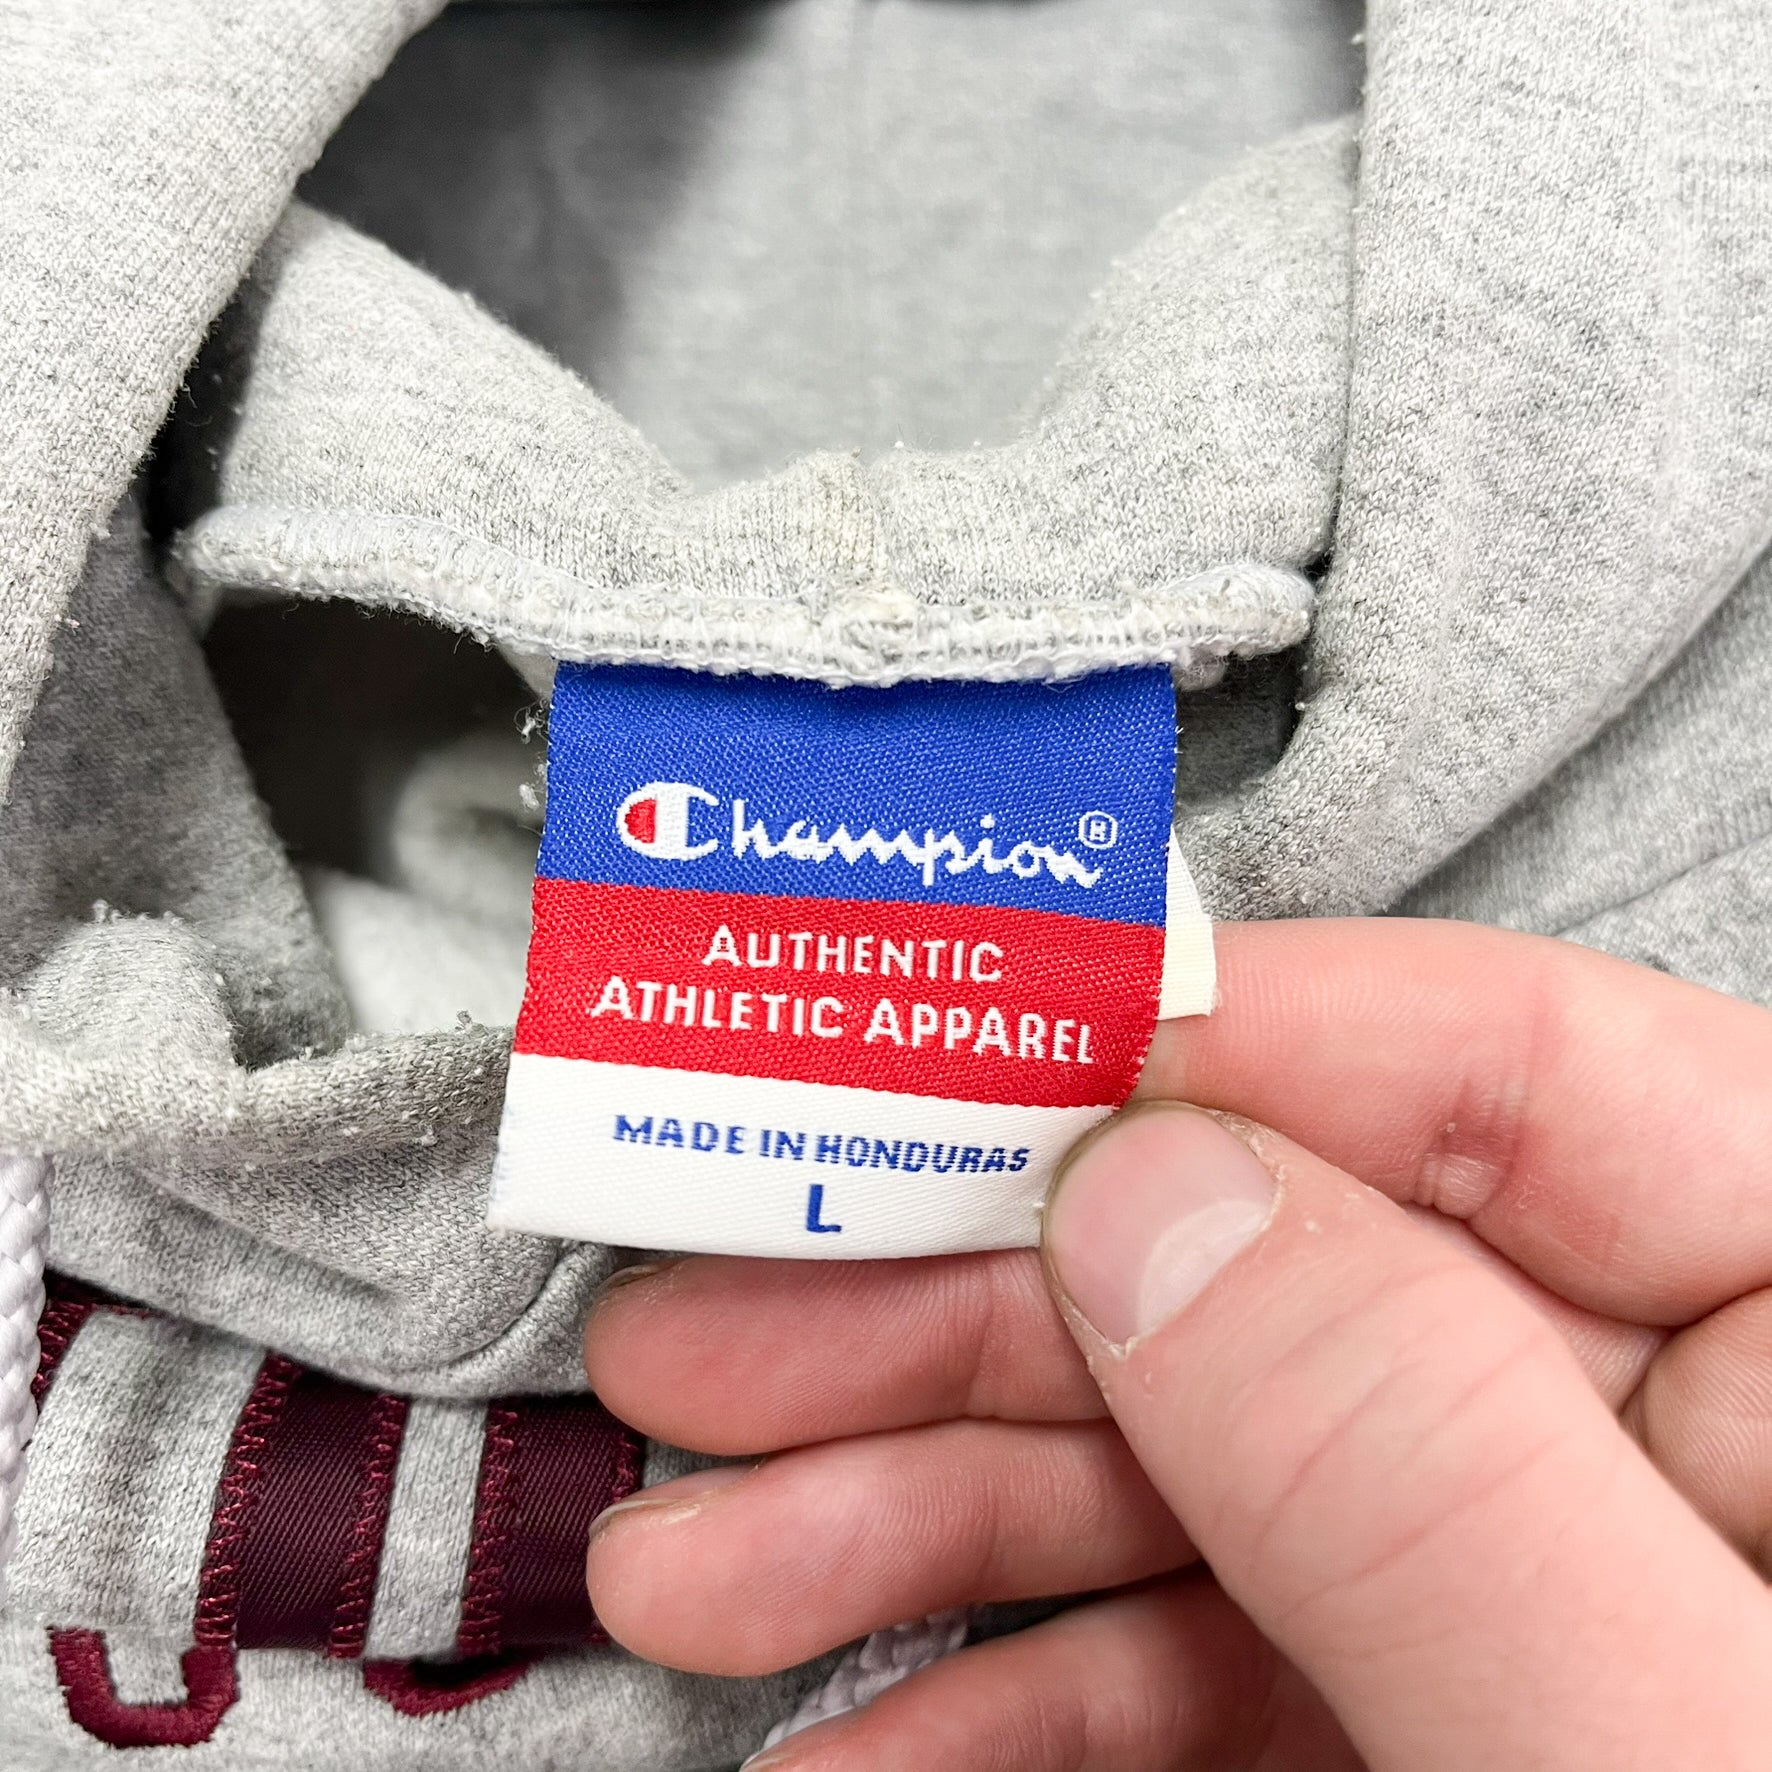 Champion®
AUTHENTIC
ATHLETIC APPAREL
MADE IN HONDURAS
L